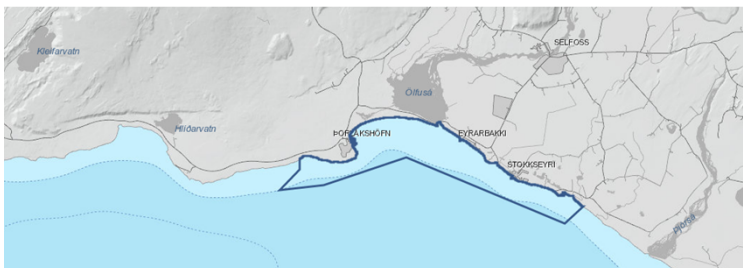 SELFOSS
Kleifarvatn
Ölfusá
Hlíðarvatn
ÞORLÁKSHÖFN
EYRARBAKKI
STOKKSEYRI
Þjórsá